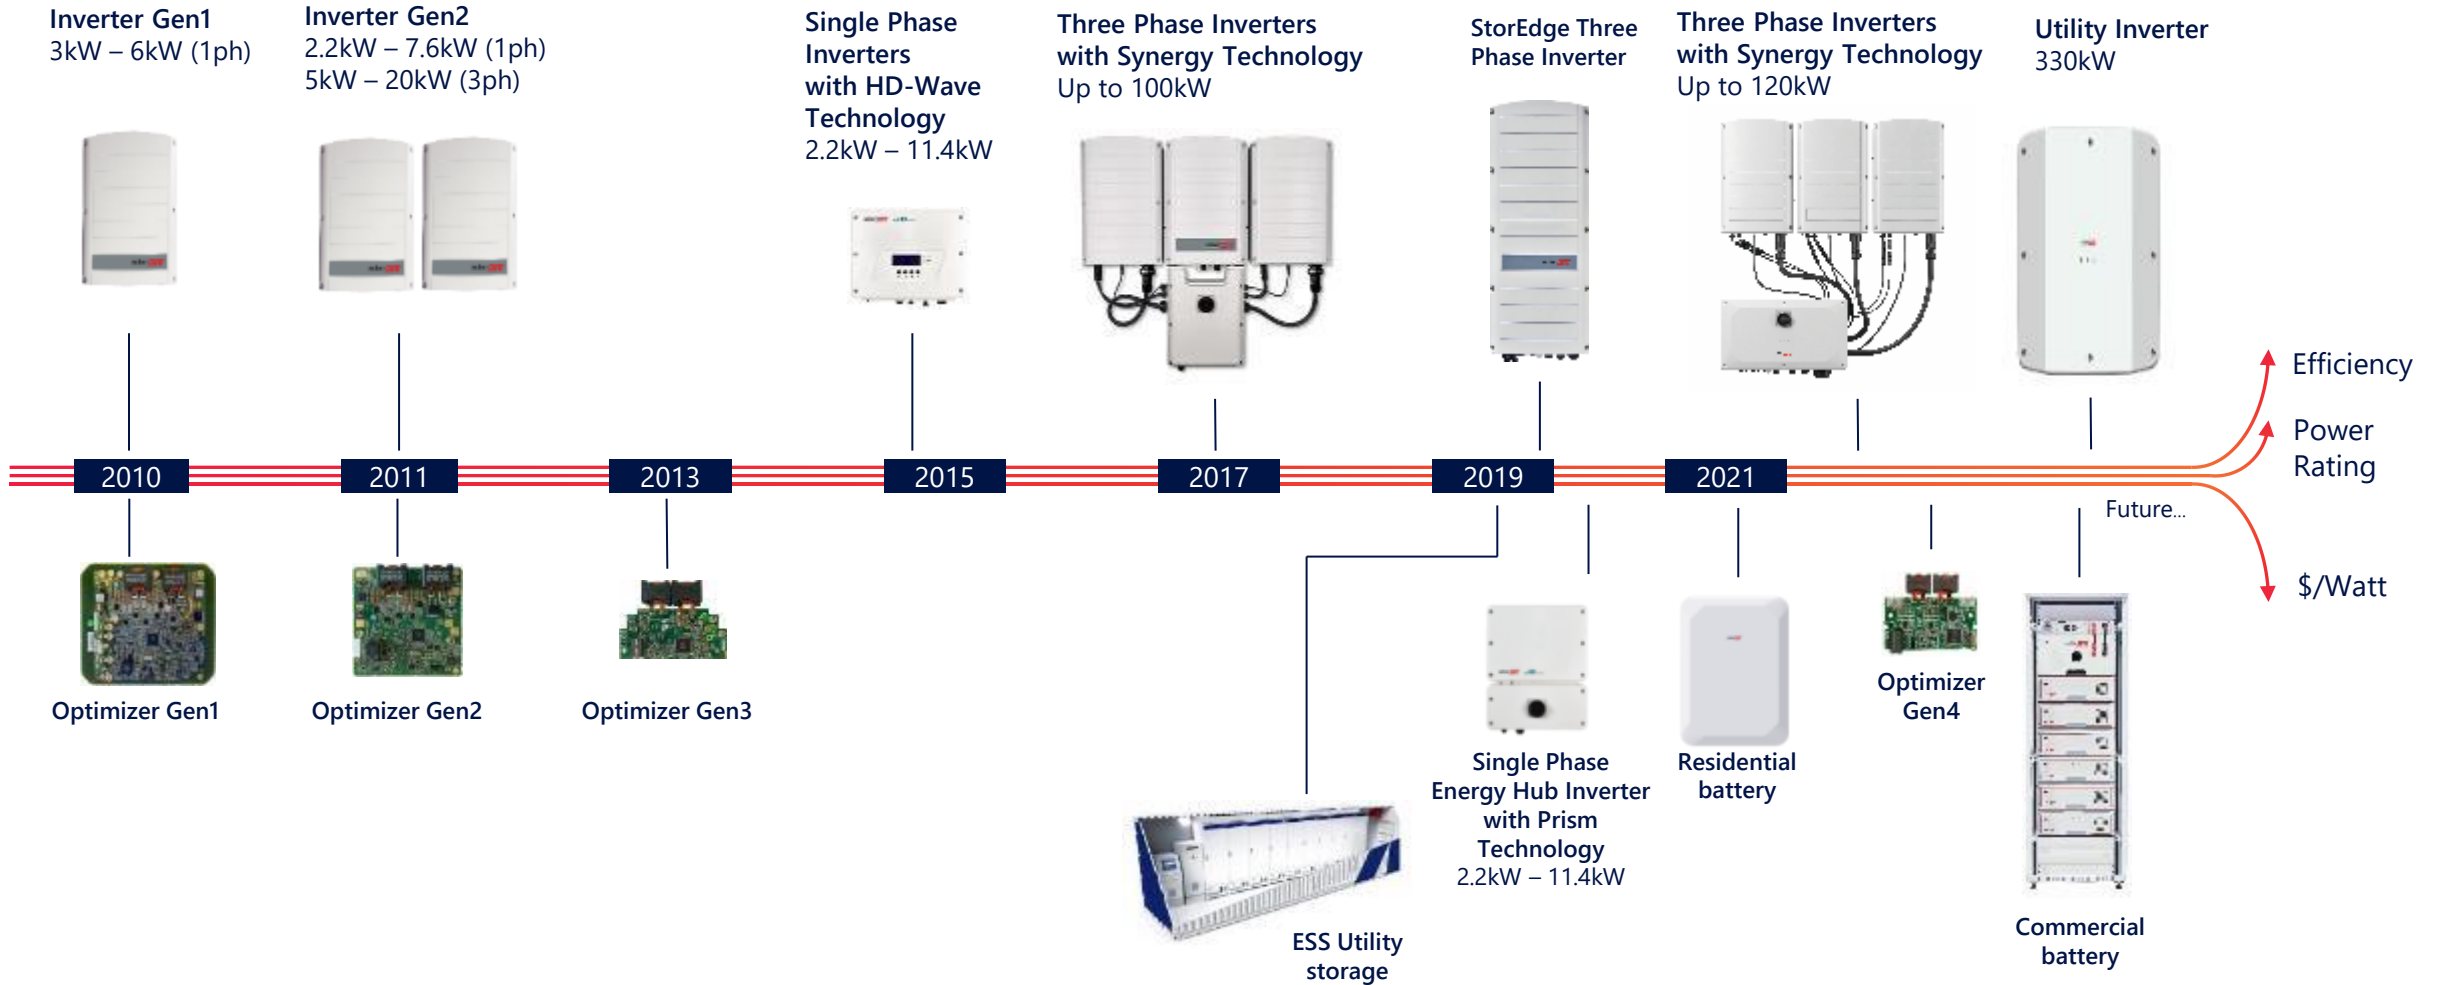 Inverter Gen1
3kW – 6kW (1ph)
Inverter Gen2
2.2kW – 7.6kW (1ph)
5kW – 20kW (3ph)
Single Phase
Inverters
with HD-Wave
Technology
2.2kW – 11.4kW
Three Phase Inverters
with Synergy Technology
Up to 100kW
StorEdge Three
Phase Inverter
Three Phase Inverters
with Synergy Technology
Up to 120kW
Utility Inverter
330kW
Efficiency
Power
Rating
$/Watt
2010
2011
2013
2015
2017
2019
2021
Future...
Optimizer Gen1
Optimizer Gen2
Optimizer Gen3
ESS Utility
storage
Single Phase
Energy Hub Inverter
with Prism
Technology
2.2kW – 11.4kW
Residential
battery
Optimizer
Gen4
Commercial
battery